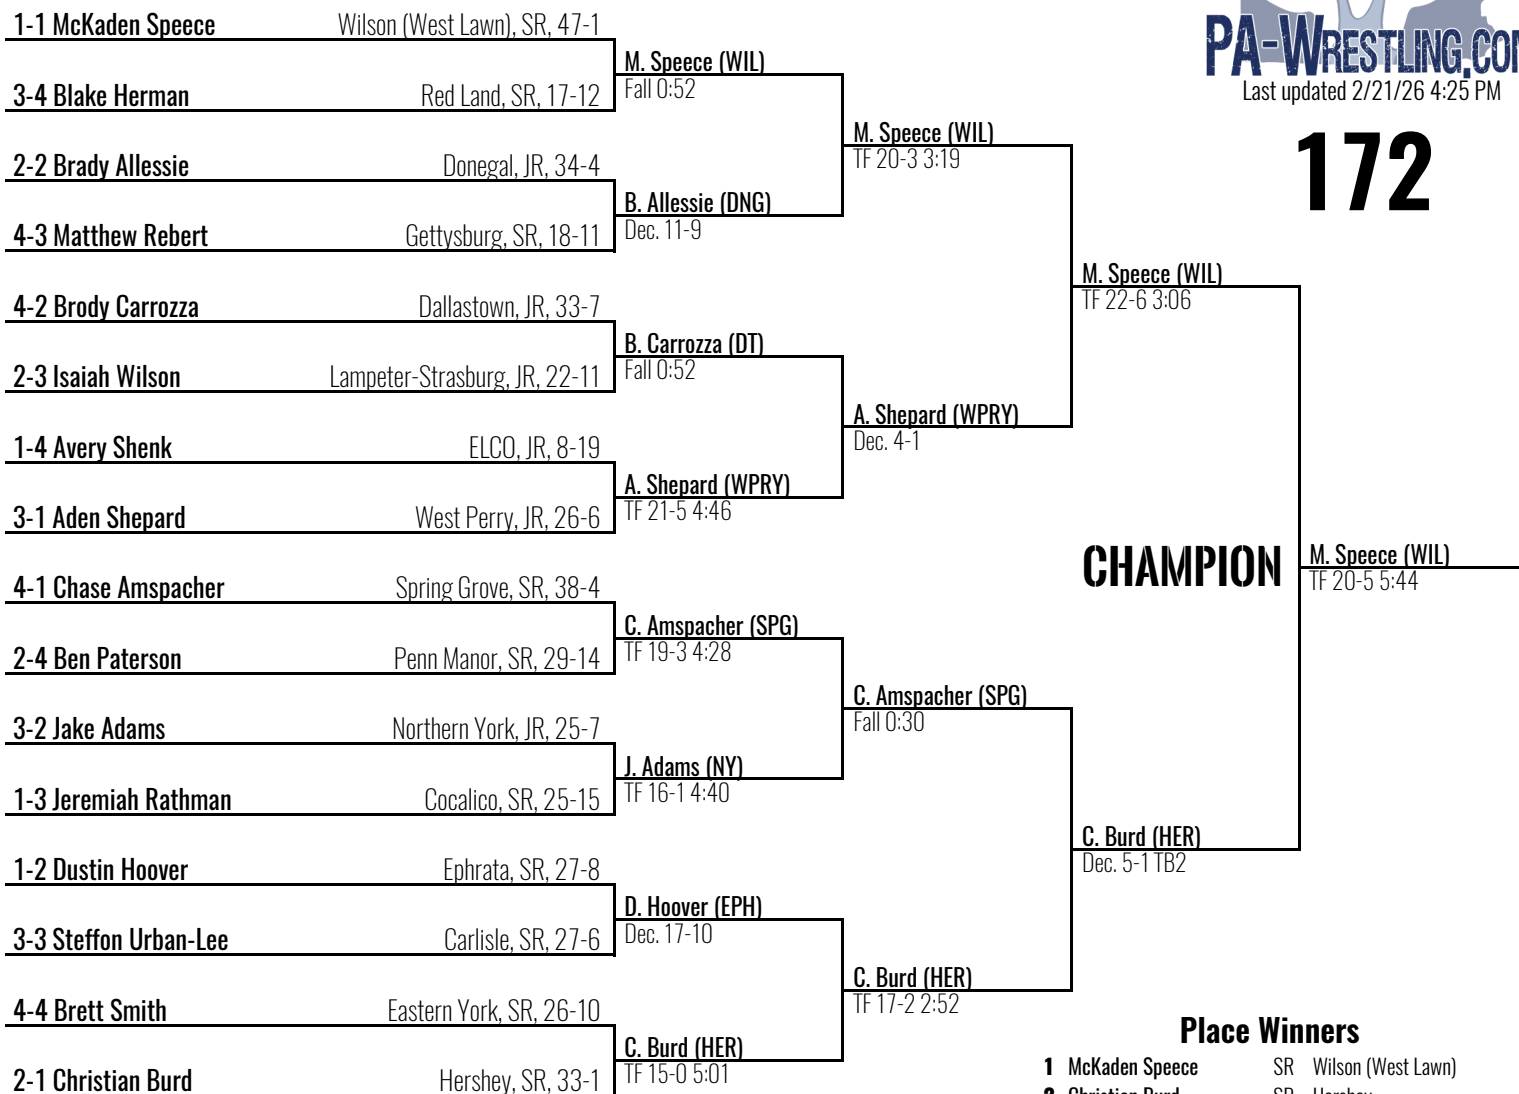 1-1 McKaden Speece Wilson (West Lawn), SR, 47-1
3-4 Blake Herman Red Land, SR, 17-12
2-2 Brady Allessie Donegal, JR, 34-4
4-3 Matthew Rebert Gettysburg, SR, 18-11
4-2 Brody Carrozza Dallastown, JR, 33-7
2-3 Isaiah Wilson Lampeter-Strasburg, JR, 22-11
1-4 Avery Shenk ELCO, JR, 8-19
3-1 Aden Shepard West Perry, JR, 26-6
4-1 Chase Amspacher Spring Grove, SR, 38-4
2-4 Ben Paterson Penn Manor, SR, 29-14
3-2 Jake Adams Northern York, JR, 25-7
1-3 Jeremiah Rathman Cocalico, SR, 25-15
1-2 Dustin Hoover Ephrata, SR, 27-8
3-3 Steffon Urban-Lee Carlisle, SR, 27-6
4-4 Brett Smith Eastern York, SR, 26-10
2-1 Christian Burd Hershey, SR, 33-1
M. Speece (WIL)
Fall 0:52
B. Allessie (DNG)
Dec. 11-9
B. Carrozza (DT)
Fall 0:52
A. Shepard (WPRY)
TF 21-5 4:46
C. Amspacher (SPG)
TF 19-3 4:28
J. Adams (NY)
TF 16-1 4:40
D. Hoover (EPH)
Dec. 17-10
C. Burd (HER)
TF 15-0 5:01
M. Speece (WIL)
TF 20-3 3:19
A. Shepard (WPRY)
Dec. 4-1
C. Amspacher (SPG)
Fall 0:30
C. Burd (HER)
TF 17-2 2:52
M. Speece (WIL)
TF 22-6 3:06
C. Burd (HER)
Dec. 5-1 TB2
CHAMPION
M. Speece (WIL)
TF 20-5 5:44
PA-WRESTLING.COM
Last updated 2/21/26 4:25 PM
172
Place Winners
1 McKaden Speece SR Wilson (West Lawn)
2 Christian Burd SR Hershey